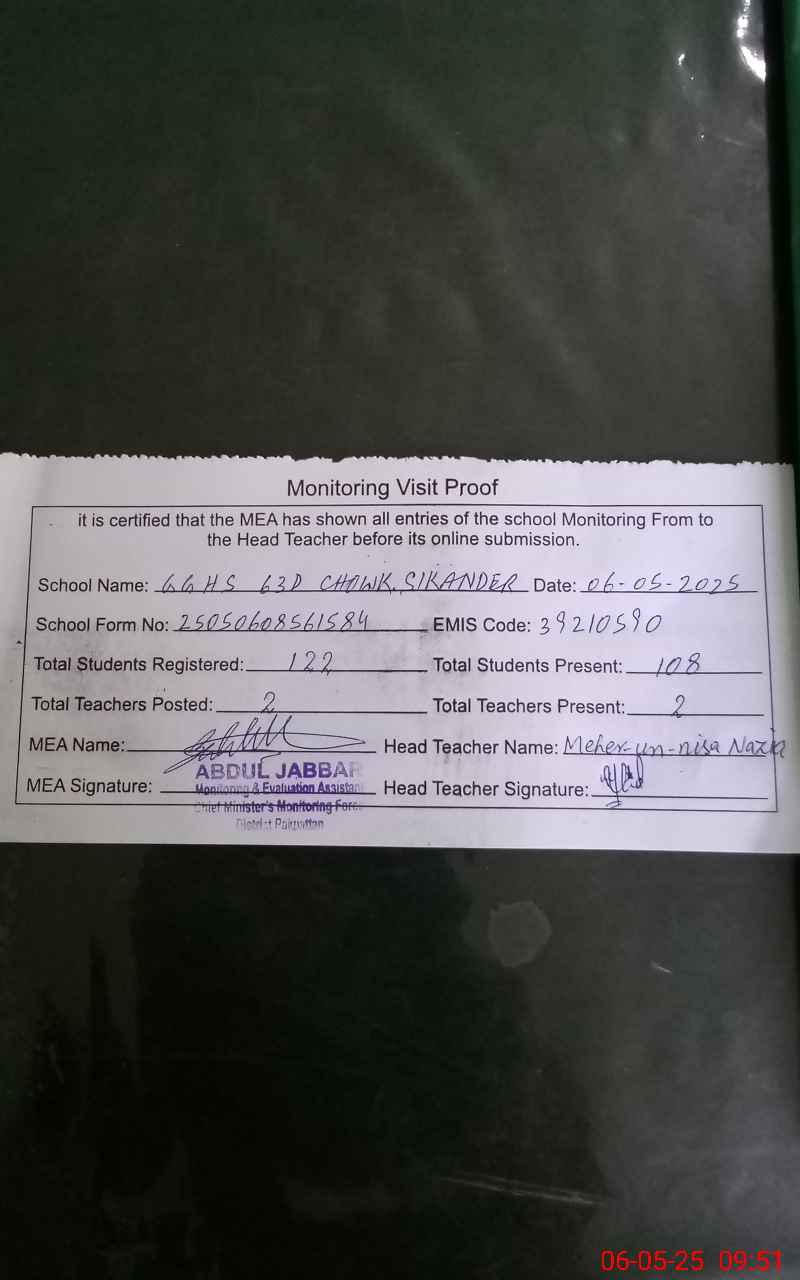 Monitoring Visit Proof
it is certified that the MEA has shown all entries of the school Monitoring From to
the Head Teacher before its online submission.
School Name: GGHS 63D CHOWK SIKANDER Date: 06-05-2025
School Form No: 25050608561584 EMIS Code: 39210590
Total Students Registered: 122 Total Students Present: 108
Total Teachers Posted: 2 Total Teachers Present: 2
MEA Name: Head Teacher Name: Meher-un-nisa Nazir
ABDUL JABBAR
MEA Signature: Head Teacher Signature:
Monitoring & Evaluation Assistant
Chief Minister's Monitoring Force
District Pakpattan
06-05-25 09:51